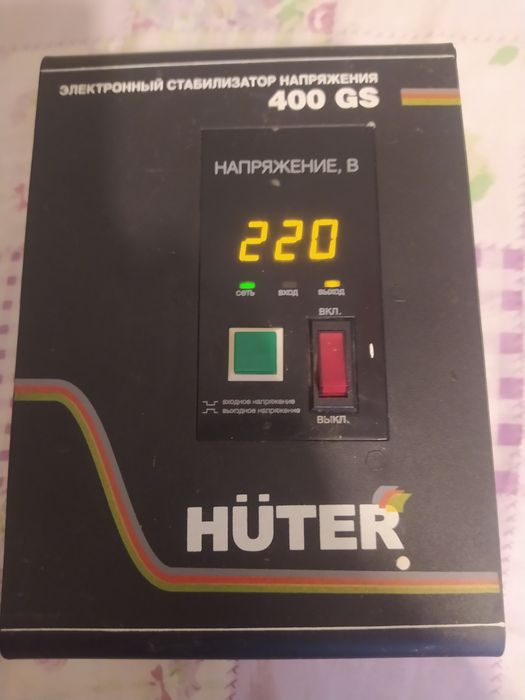 ЭЛЕКТРОННЫЙ СТАБИЛИЗАТОР НАПРЯЖЕНИЯ
400 GS
НАПРЯЖЕНИЕ, В
220
сеть вход выход
ВКЛ.
входное напряжение
выходное напряжение
ВЫКЛ.
HÜTER